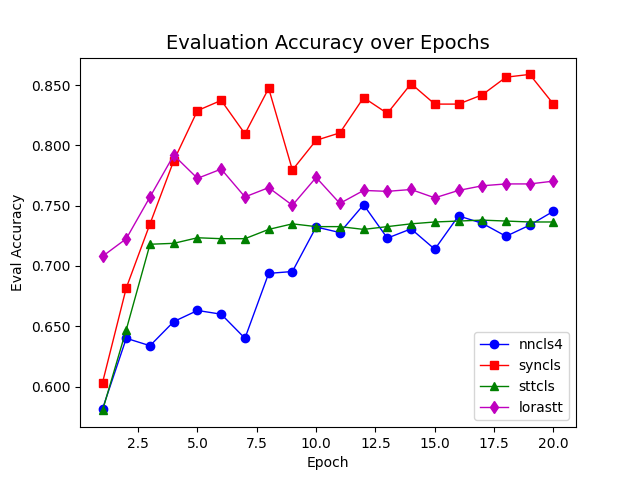 Evaluation Accuracy over Epochs
Eval Accuracy
0.850
0.800
0.750
0.700
0.650
0.600
2.5 5.0 7.5 10.0 12.5 15.0 17.5 20.0
Epoch
nncls4
syncls
sttcls
lorastt